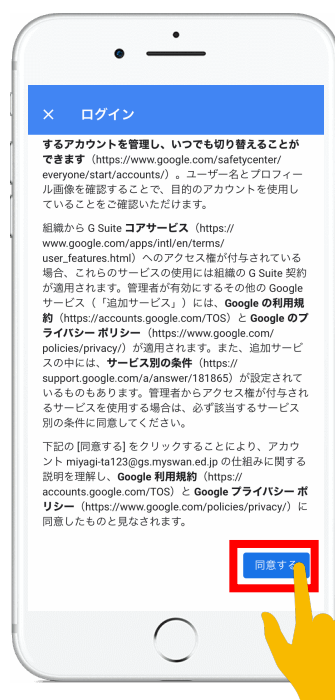 × ログイン
するアカウントを管理し、いつでも切り替えることが
できます（https://www.google.com/safetycenter/
everyone/start/accounts/）。ユーザー名とプロフィー
ル画像を確認することで、目的のアカウントを使用し
ていることをご確認いただけます。
組織から G Suite コアサービス（https://
www.google.com/apps/intl/en/terms/
user_features.html）へのアクセス権が付与されている
場合、これらのサービスの使用には組織の G Suite 契約
が適用されます。管理者が有効にするその他の Google
サービス（「追加サービス」）には、Google の利用規
約（https://accounts.google.com/TOS）と Google のプ
ライバシー ポリシー（https://www.google.com/
policies/privacy/）が適用されます。また、追加サービ
スの中には、サービス別の条件（https://
support.google.com/a/answer/181865）が設定されて
いるものもあります。管理者からアクセス権が付与され
るサービスを使用する場合は、必ず該当するサービス
別の条件に同意してください。
下記の [同意する] をクリックすることにより、アカウ
ント miyagi-ta123@gs.myswan.ed.jp の仕組みに関する
説明を理解し、Google 利用規約（https://
accounts.google.com/TOS）と Google プライバシー ポ
リシー（https://www.google.com/policies/privacy/）に
同意したものと見なされます。
同意する